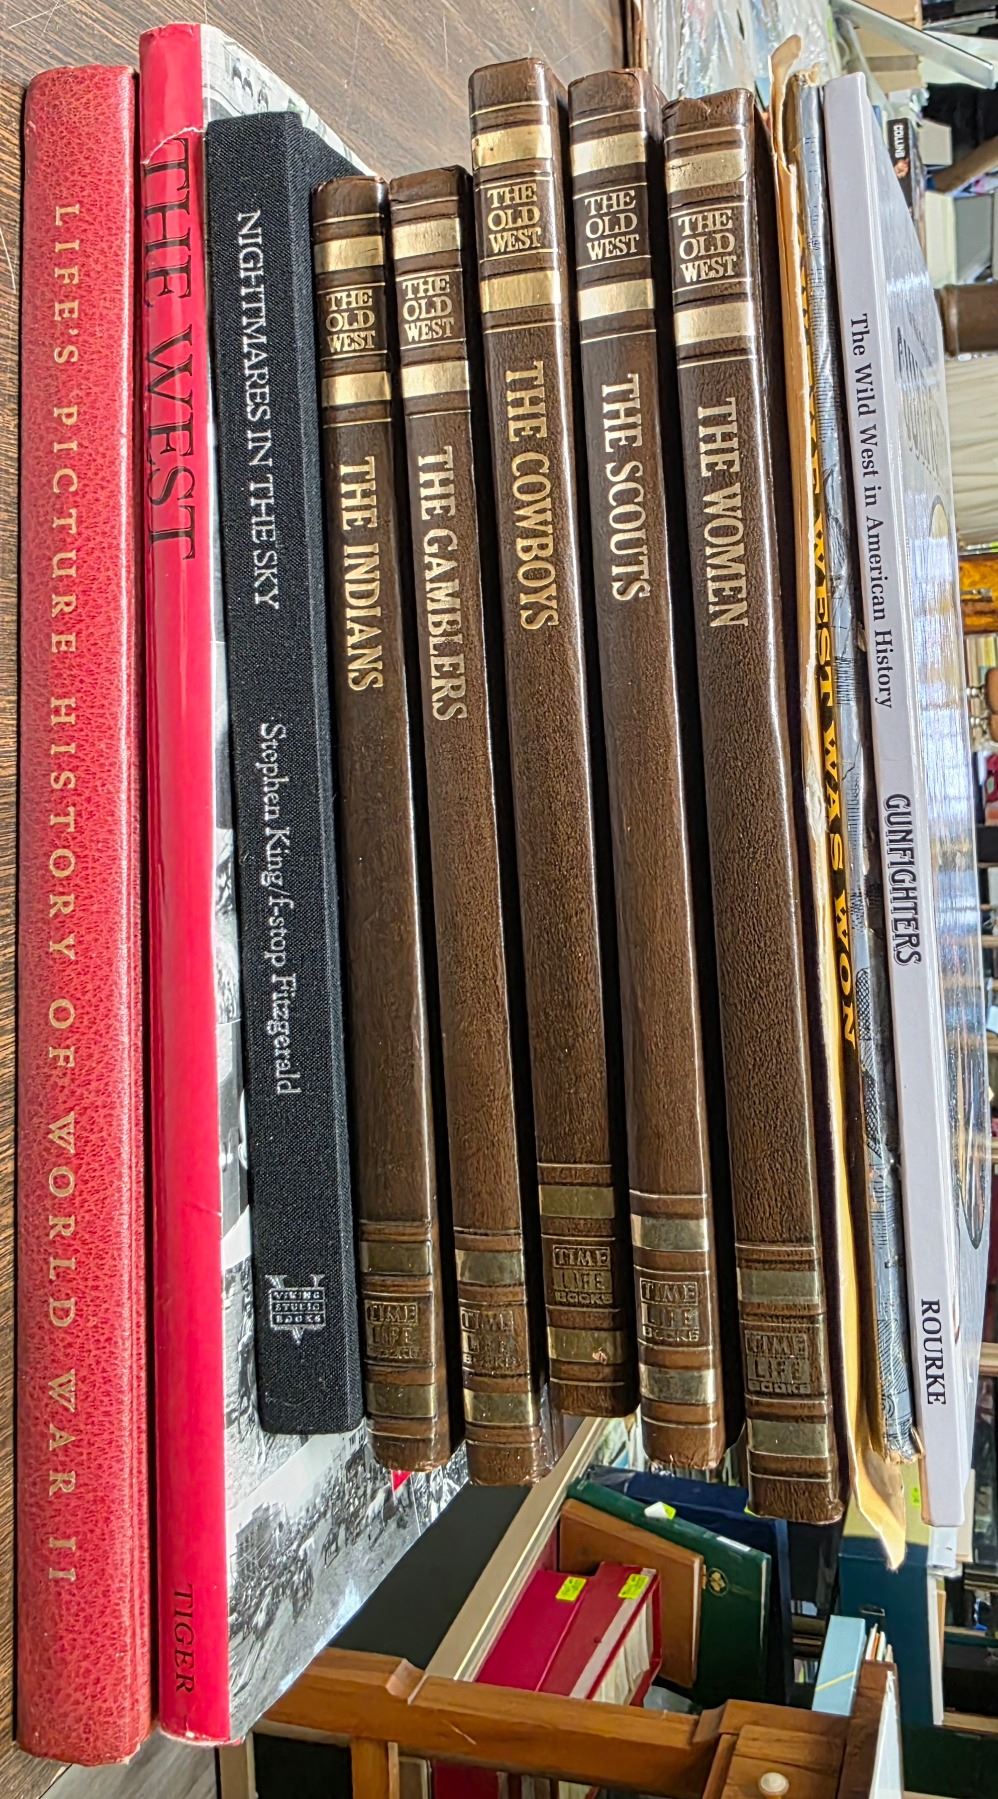 LIFE'S PICTURE HISTORY OF WORLD WAR II
THE WEST
TIGER
NIGHTMARES IN THE SKY
Stephen King/f-stop Fitzgerald
VIKING
STUDIO
BOOKS
THE
OLD
WEST
THE INDIANS
TIME
LIFE
BOOKS
THE
OLD
WEST
THE GAMBLERS
TIME
LIFE
BOOKS
THE
OLD
WEST
THE COWBOYS
TIME
LIFE
BOOKS
THE
OLD
WEST
THE SCOUTS
TIME
LIFE
BOOKS
THE
OLD
WEST
THE WOMEN
TIME
LIFE
BOOKS
WEST WAS WON
The Wild West in American History
GUNFIGHTERS
ROURKE
COLLINS